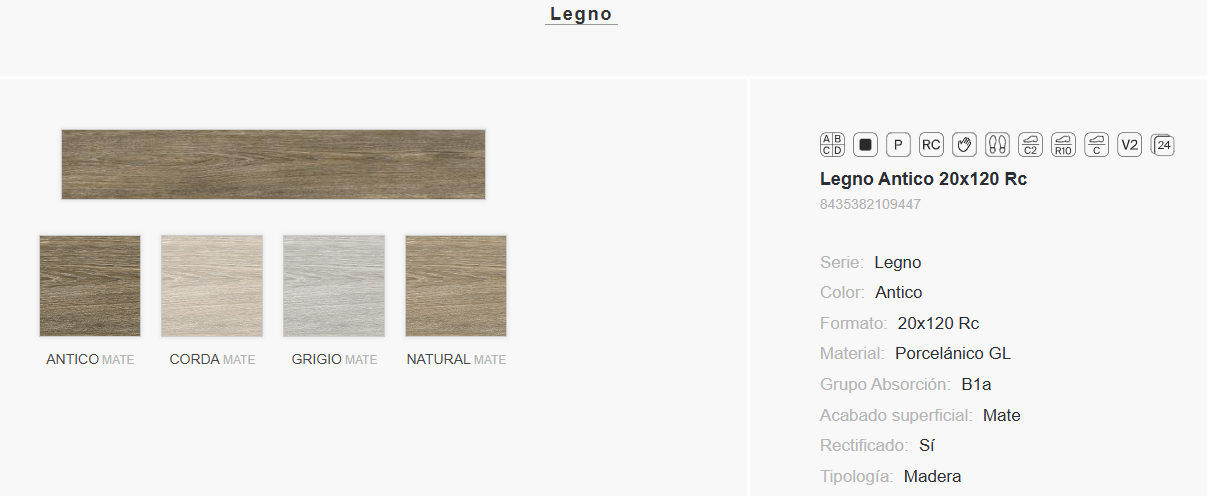 Legno
A B C D P RC C2 R10 C V2 24
Legno Antico 20x120 Rc
8435382109447
Serie: Legno
Color: Antico
Formato: 20x120 Rc
Material: Porcelánico GL
Grupo Absorción: B1a
Acabado superficial: Mate
Rectificado: Sí
Tipología: Madera
ANTICO MATE
CORDA MATE
GRIGIO MATE
NATURAL MATE